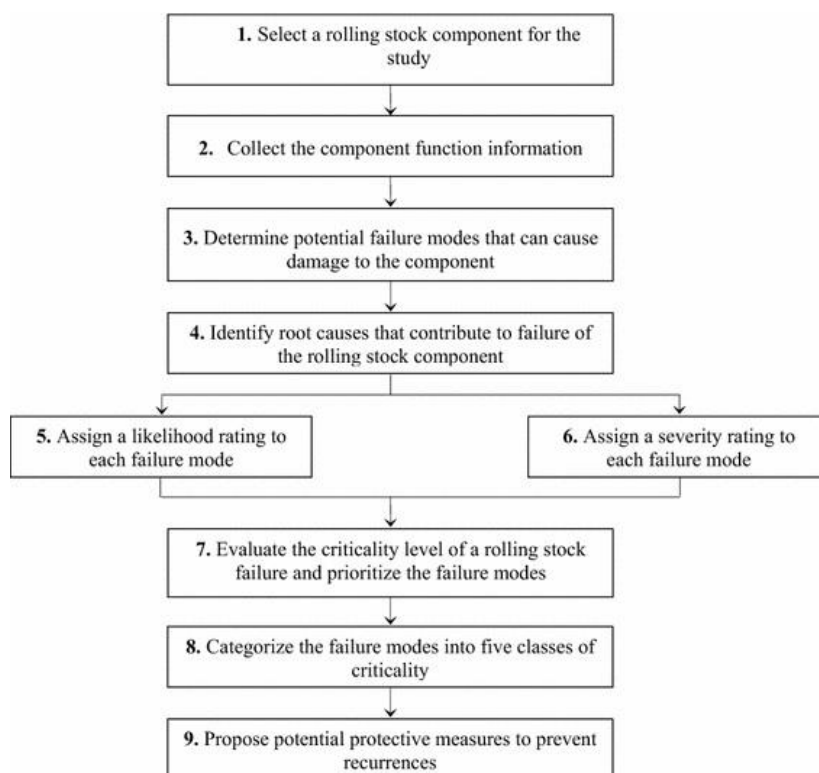 1. Select a rolling stock component for the
study
2. Collect the component function information
3. Determine potential failure modes that can cause
damage to the component
4. Identify root causes that contribute to failure of
the rolling stock component
5. Assign a likelihood rating to
each failure mode
6. Assign a severity rating to
each failure mode
7. Evaluate the criticality level of a rolling stock
failure and prioritize the failure modes
8. Categorize the failure modes into five classes of
criticality
9. Propose potential protective measures to prevent
recurrences